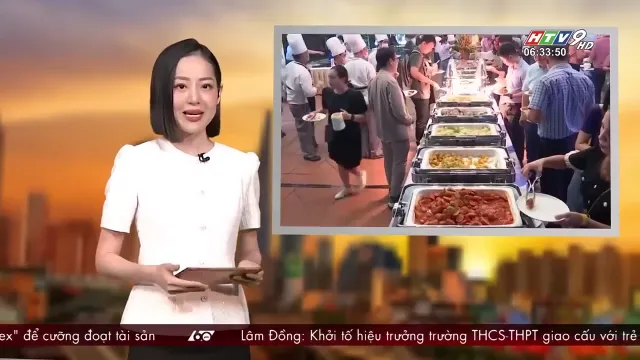 HTV9 HD
06:33:50
ex" để cưỡng đoạt tài sản
60
Lâm Đồng: Khởi tố hiệu trưởng trường THCS-THPT giao cấu với trẻ